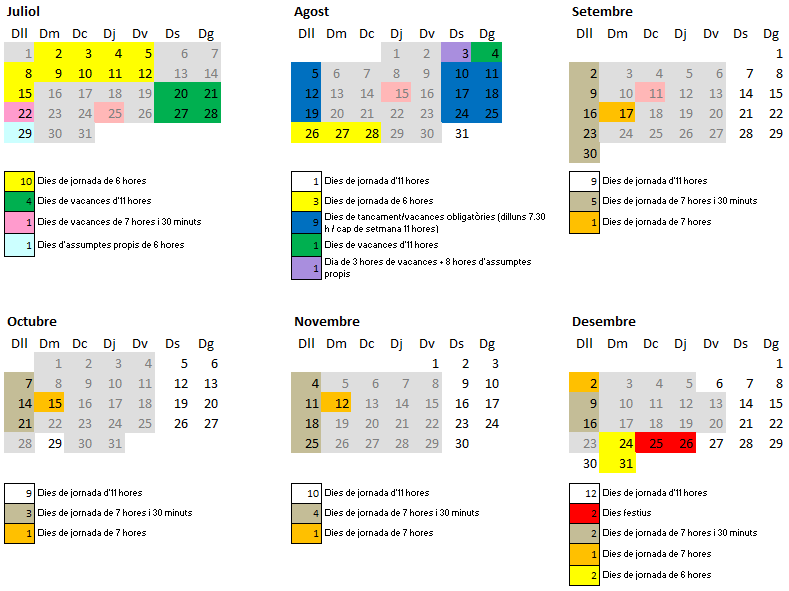 Juliol
Dll Dm Dc Dj Dv Ds Dg
1 2 3 4 5 6 7
8 9 10 11 12 13 14
15 16 17 18 19 20 21
22 23 24 25 26 27 28
29 30 31
10 Dies de jornada de 6 hores
4 Dies de vacances d'11 hores
1 Dies de vacances de 7 hores i 30 minuts
1 Dies d'assumptes propis de 6 hores
Agost
Dll Dm Dc Dj Dv Ds Dg
1 2 3 4
5 6 7 8 9 10 11
12 13 14 15 16 17 18
19 20 21 22 23 24 25
26 27 28 29 30 31
1 Dies de jornada d'11 hores
3 Dies de jornada de 6 hores
9 Dies de tancament/vacances obligatòries (dilluns 7.30
h / cap de setmana 11 hores)
1 Dies de vacances d'11 hores
1 Dia de 3 hores de vacances + 8 hores d'assumptes
propis
Setembre
Dll Dm Dc Dj Dv Ds Dg
1
2 3 4 5 6 7 8
9 10 11 12 13 14 15
16 17 18 19 20 21 22
23 24 25 26 27 28 29
30
9 Dies de jornada d'11 hores
5 Dies de jornada de 7 hores i 30 minuts
1 Dies de jornada de 7 hores
Octubre
Dll Dm Dc Dj Dv Ds Dg
1 2 3 4 5 6
7 8 9 10 11 12 13
14 15 16 17 18 19 20
21 22 23 24 25 26 27
28 29 30 31
9 Dies de jornada d'11 hores
3 Dies de jornada de 7 hores i 30 minuts
1 Dies de jornada de 7 hores
Novembre
Dll Dm Dc Dj Dv Ds Dg
1 2 3
4 5 6 7 8 9 10
11 12 13 14 15 16 17
18 19 20 21 22 23 24
25 26 27 28 29 30
10 Dies de jornada d'11 hores
4 Dies de jornada de 7 hores i 30 minuts
1 Dies de jornada de 7 hores
Desembre
Dll Dm Dc Dj Dv Ds Dg
1
2 3 4 5 6 7 8
9 10 11 12 13 14 15
16 17 18 19 20 21 22
23 24 25 26 27 28 29
30 31
12 Dies de jornada d'11 hores
2 Dies festius
2 Dies de jornada de 7 hores i 30 minuts
1 Dies de jornada de 7 hores
2 Dies de jornada de 6 hores